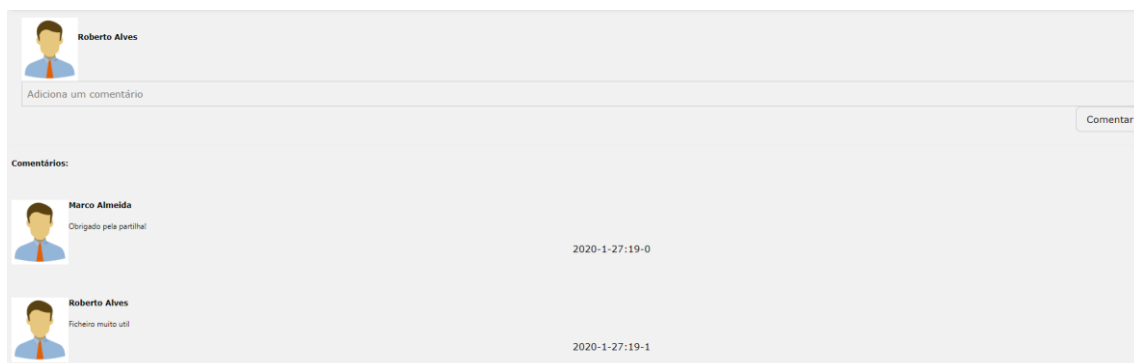 Roberto Alves
Adiciona um comentário
Comentar
Comentários:
Marco Almeida
Obrigado pela partilha!
2020-1-27:19-0
Roberto Alves
Ficheiro muito util
2020-1-27:19-1